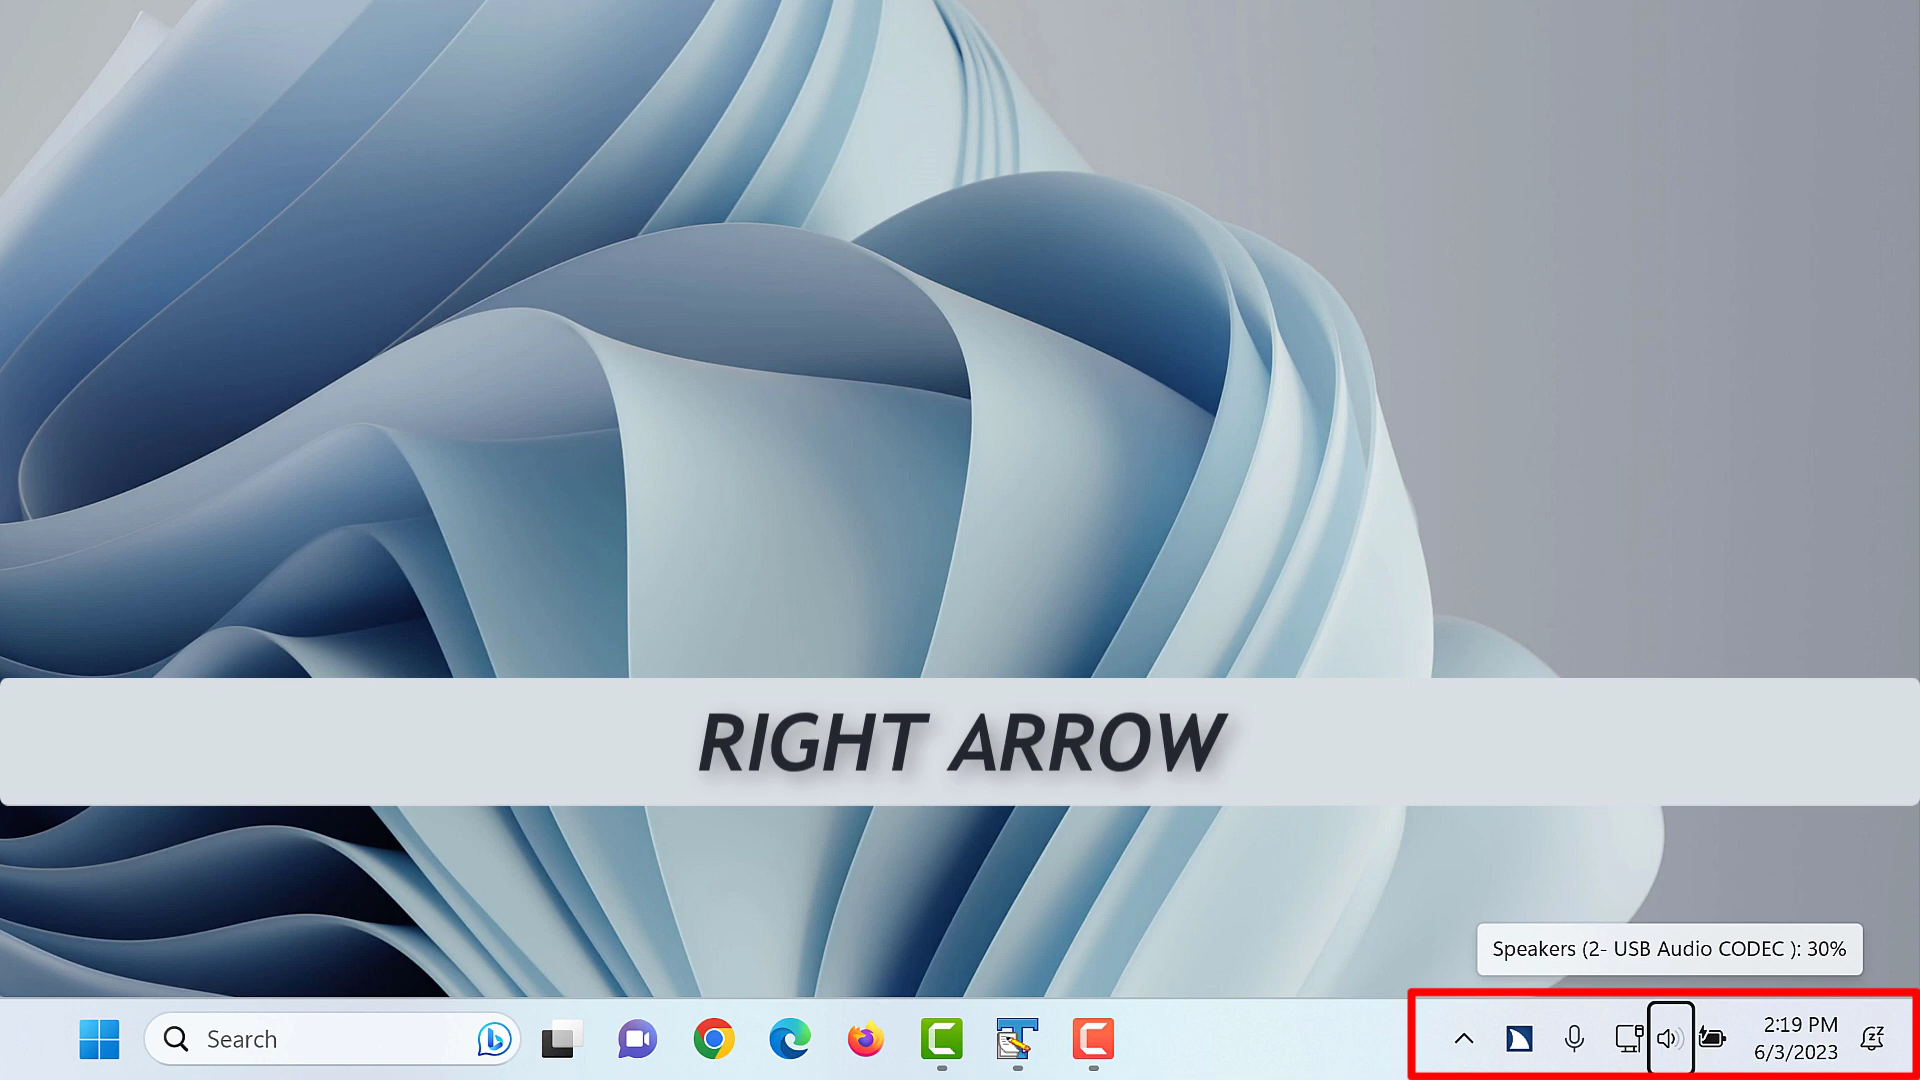 RIGHT ARROW
Speakers (2- USB Audio CODEC ): 30%
Search
2:19 PM
6/3/2023